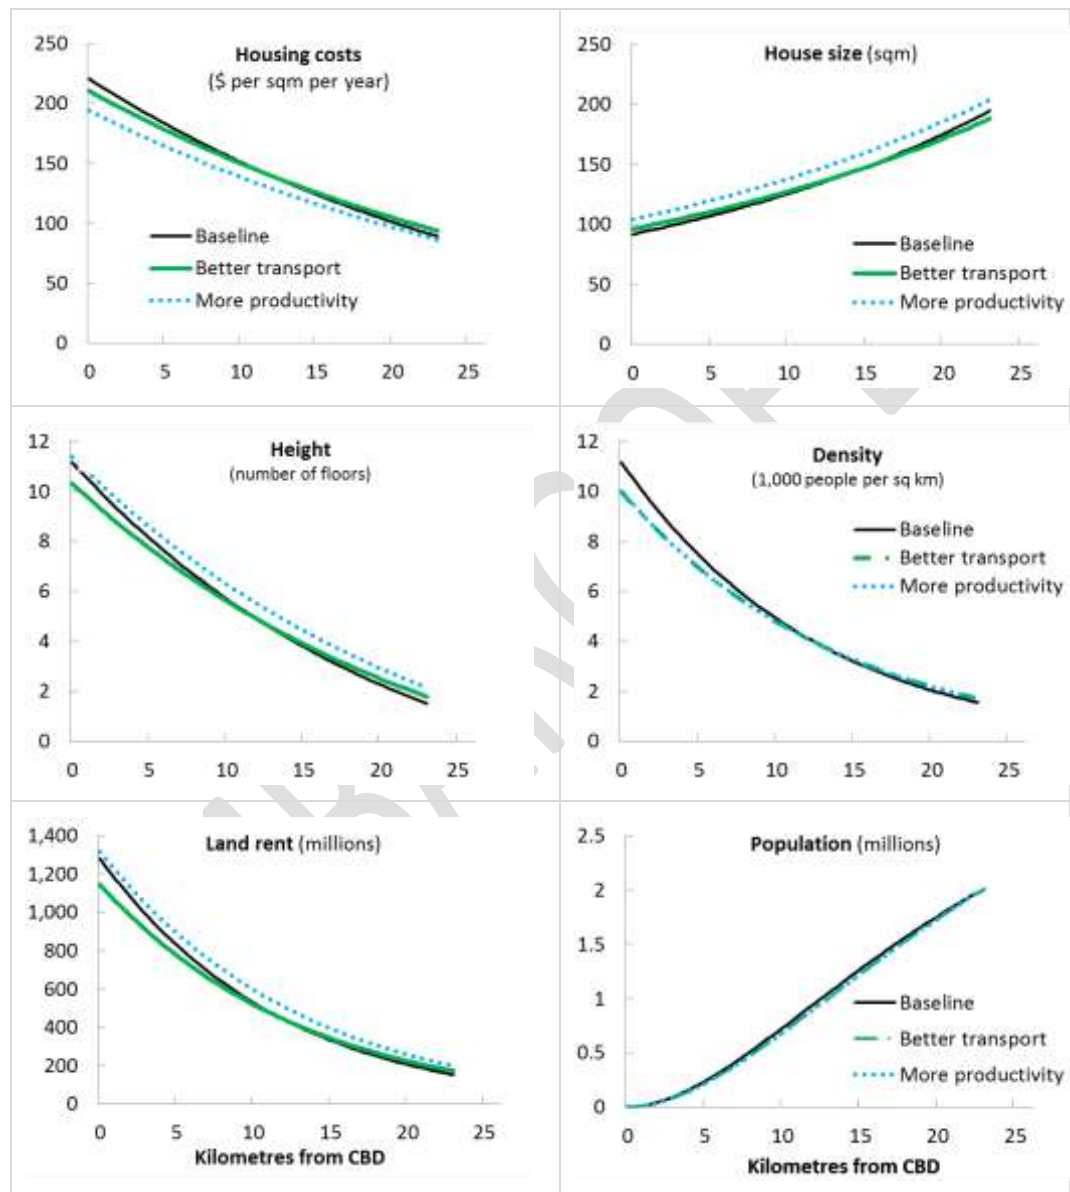 Housing costs
($ per sqm per year)
250
200
150
100
50
0
Baseline
Better transport
More productivity
0 5 10 15 20 25
House size (sqm)
250
200
150
100
50
0
Baseline
Better transport
More productivity
0 5 10 15 20 25
Height
(number of floors)
12
10
8
6
4
2
0
0 5 10 15 20 25
Density
(1,000 people per sq km)
12
10
8
6
4
2
0
Baseline
Better transport
More productivity
0 5 10 15 20 25
Land rent (millions)
1,400
1,200
1,000
800
600
400
200
0
0 5 10 15 20 25
Kilometres from CBD
Population (millions)
2.5
2
1.5
1
0.5
0
Baseline
Better transport
More productivity
0 5 10 15 20 25
Kilometres from CBD